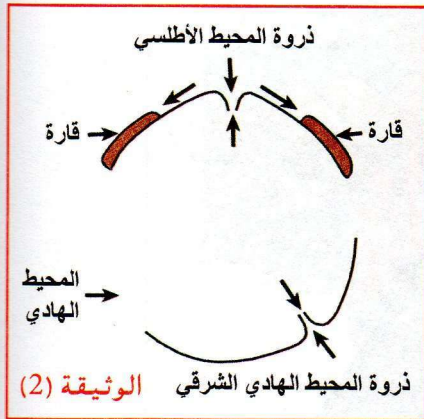 ذروة المحيط الأطلسي
قارة
قارة
المحيط
الهادي
ذروة المحيط الهادي الشرقي
الوثيقة (2)